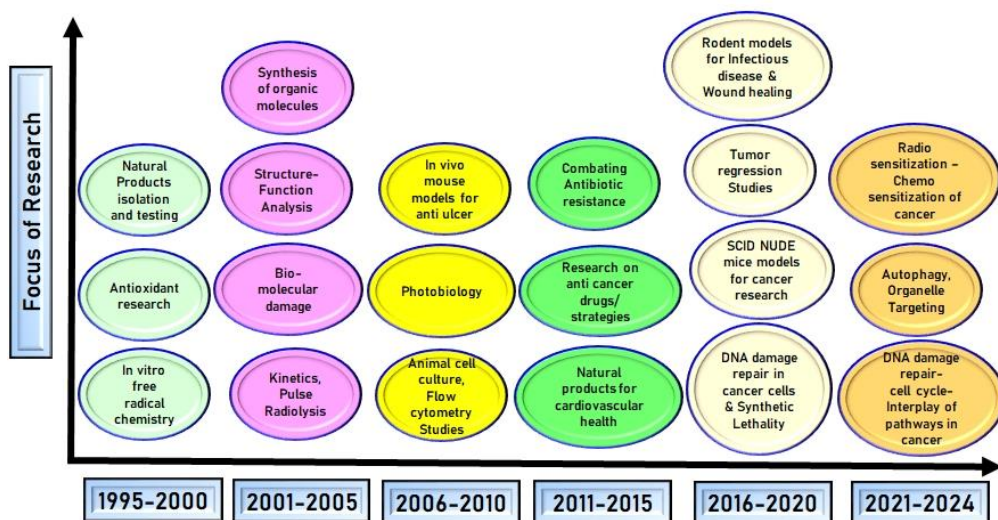 Focus of Research
Natural
Products
isolation
and testing
Antioxidant
research
In vitro
free
radical
chemistry
Synthesis
of organic
molecules
Structure-
Function
Analysis
Bio-
molecular
damage
Kinetics,
Pulse
Radiolysis
In vivo
mouse
models for
anti ulcer
Photobiology
Animal cell
culture,
Flow
cytometry
Studies
Combating
Antibiotic
resistance
Research on
anti cancer
drugs/
strategies
Natural
products for
cardiovascular
health
Rodent models
for Infectious
disease &
Wound healing
Tumor
regression
Studies
SCID NUDE
mice models
for cancer
research
DNA damage
repair in
cancer cells
& Synthetic
Lethality
Radio
sensitization -
Chemo
sensitization of
cancer
Autophagy,
Organelle
Targeting
DNA damage
repair-
cell cycle-
Interplay of
pathways in
cancer
1995-2000
2001-2005
2006-2010
2011-2015
2016-2020
2021-2024